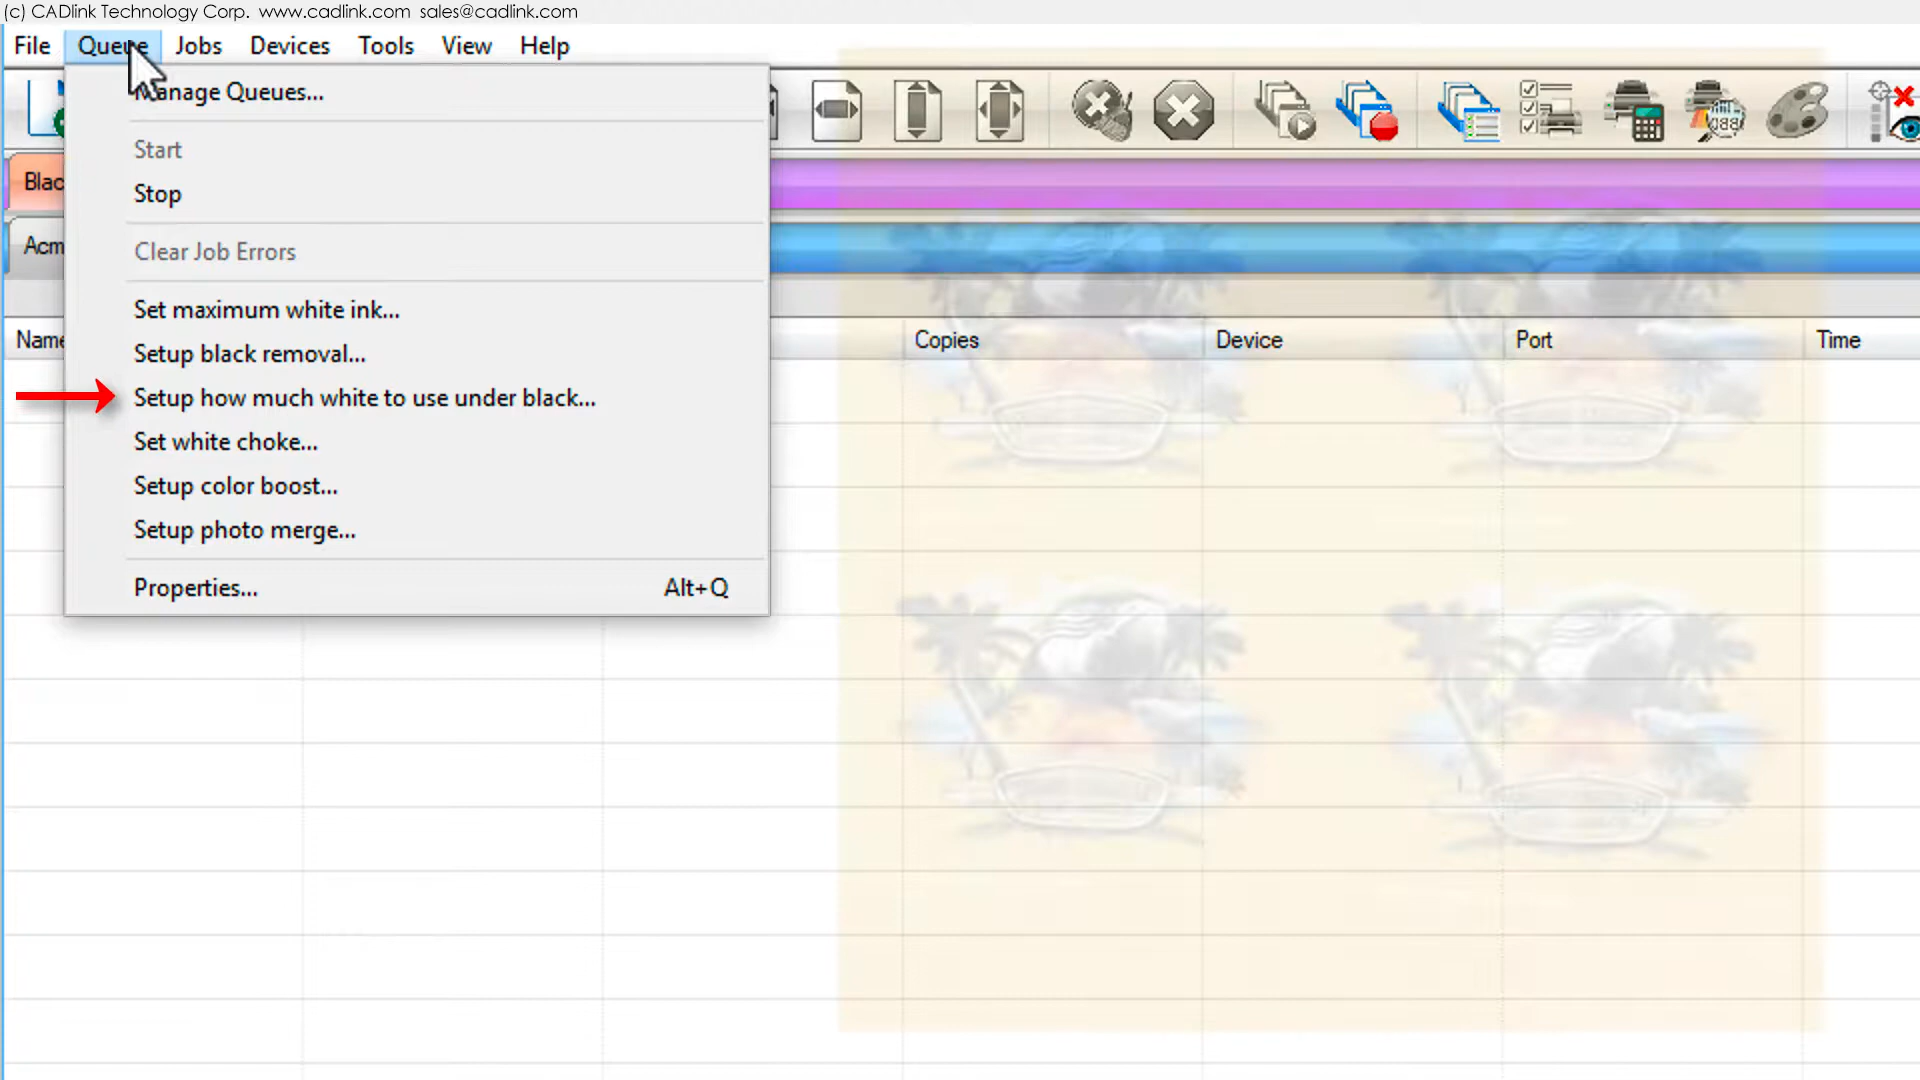 (c) CADlink Technology Corp. www.cadlink.com sales@cadlink.com
File Queue Jobs Devices Tools View Help
Manage Queues...
Start
Stop
Clear Job Errors
Set maximum white ink...
Setup black removal...
Setup how much white to use under black...
Set white choke...
Setup color boost...
Setup photo merge...
Properties... Alt+Q
Blac
Acm
Name Copies Device Port Time